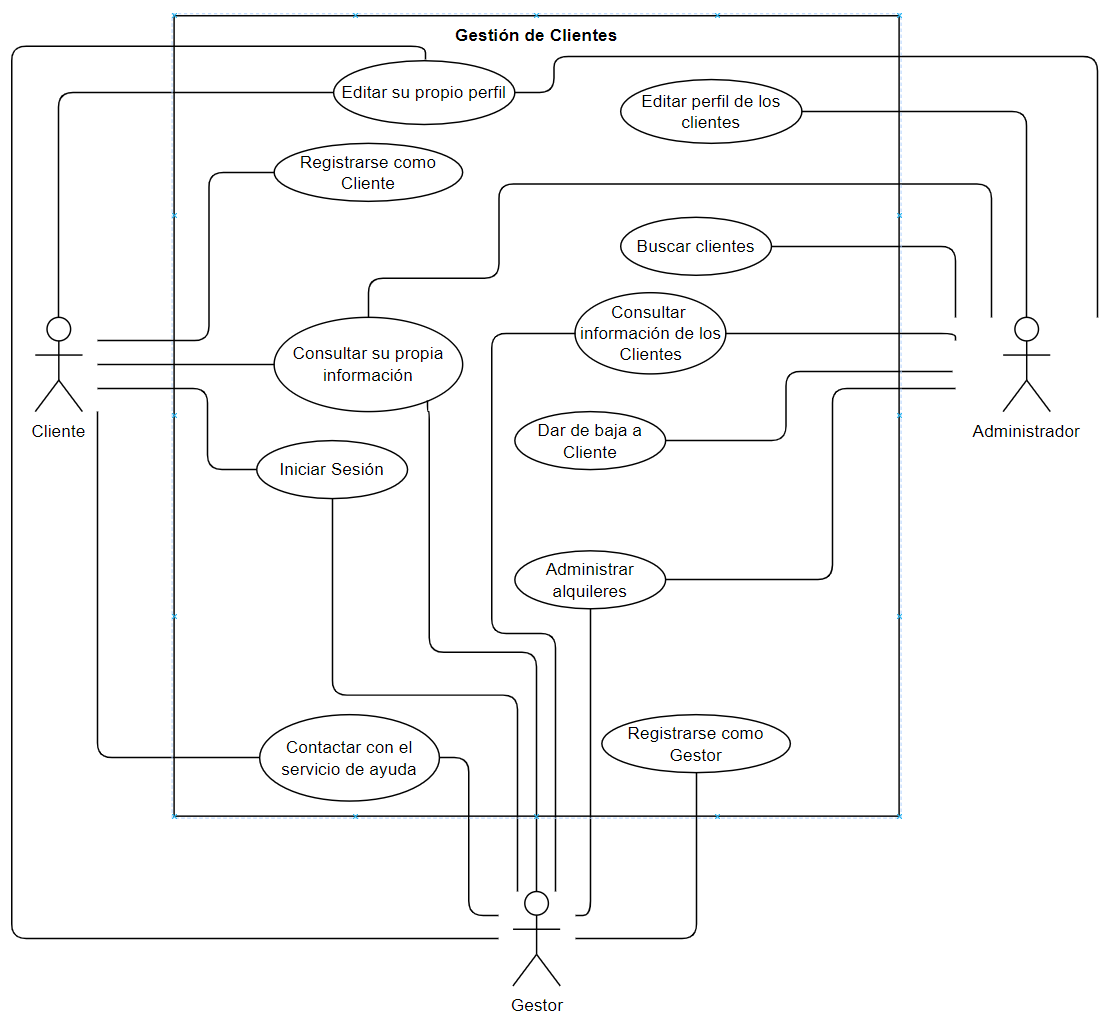 Gestión de Clientes
Editar su propio perfil
Editar perfil de los
clientes
Registrarse como
Cliente
Buscar clientes
Consultar
información de los
Clientes
Consultar su propia
información
Cliente
Administrador
Dar de baja a
Cliente
Iniciar Sesión
Administrar
alquileres
Registrarse como
Gestor
Contactar con el
servicio de ayuda
Gestor